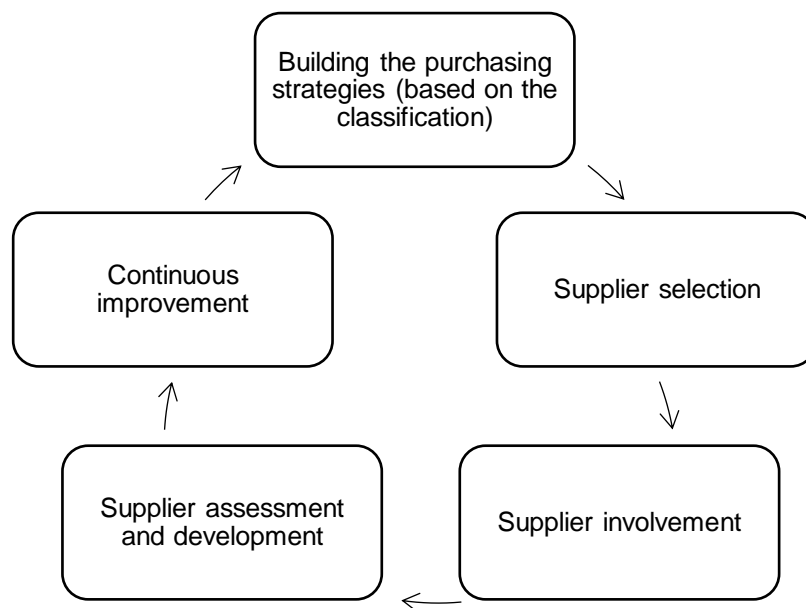 Building the purchasing
strategies (based on the
classification)
Supplier selection
Supplier involvement
Supplier assessment
and development
Continuous
improvement